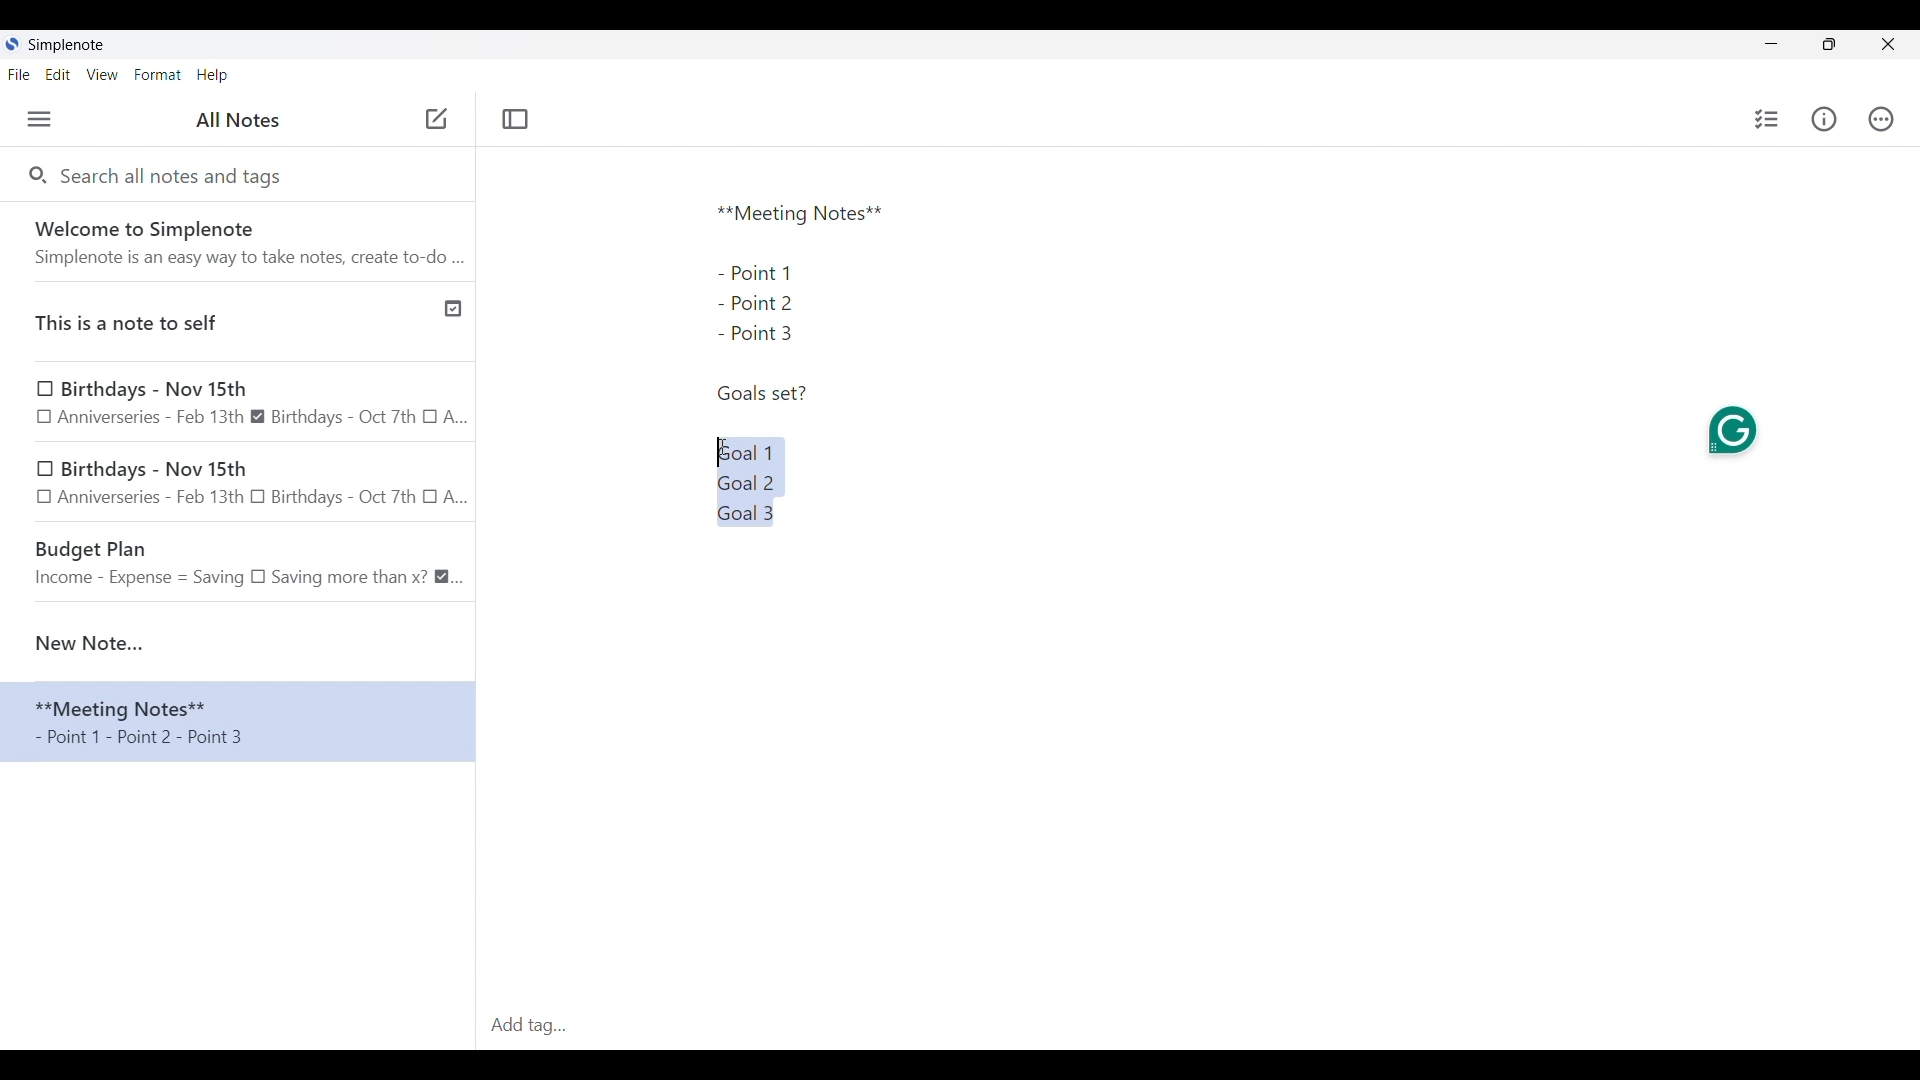 Simplenote
File Edit View Format Help
All Notes
Search all notes and tags
Welcome to Simplenote
Simplenote is an easy way to take notes, create to-do ...
This is a note to self
☐ Birthdays - Nov 15th
☐ Anniverseries - Feb 13th ☑ Birthdays - Oct 7th ☐ A...
☐ Birthdays - Nov 15th
☐ Anniverseries - Feb 13th ☐ Birthdays - Oct 7th ☐ A...
Budget Plan
Income - Expense = Saving ☐ Saving more than x? ☑...
New Note...
**Meeting Notes**
- Point 1 - Point 2 - Point 3
**Meeting Notes**
- Point 1
- Point 2
- Point 3
Goals set?
Goal 1
Goal 2
Goal 3
Add tag...